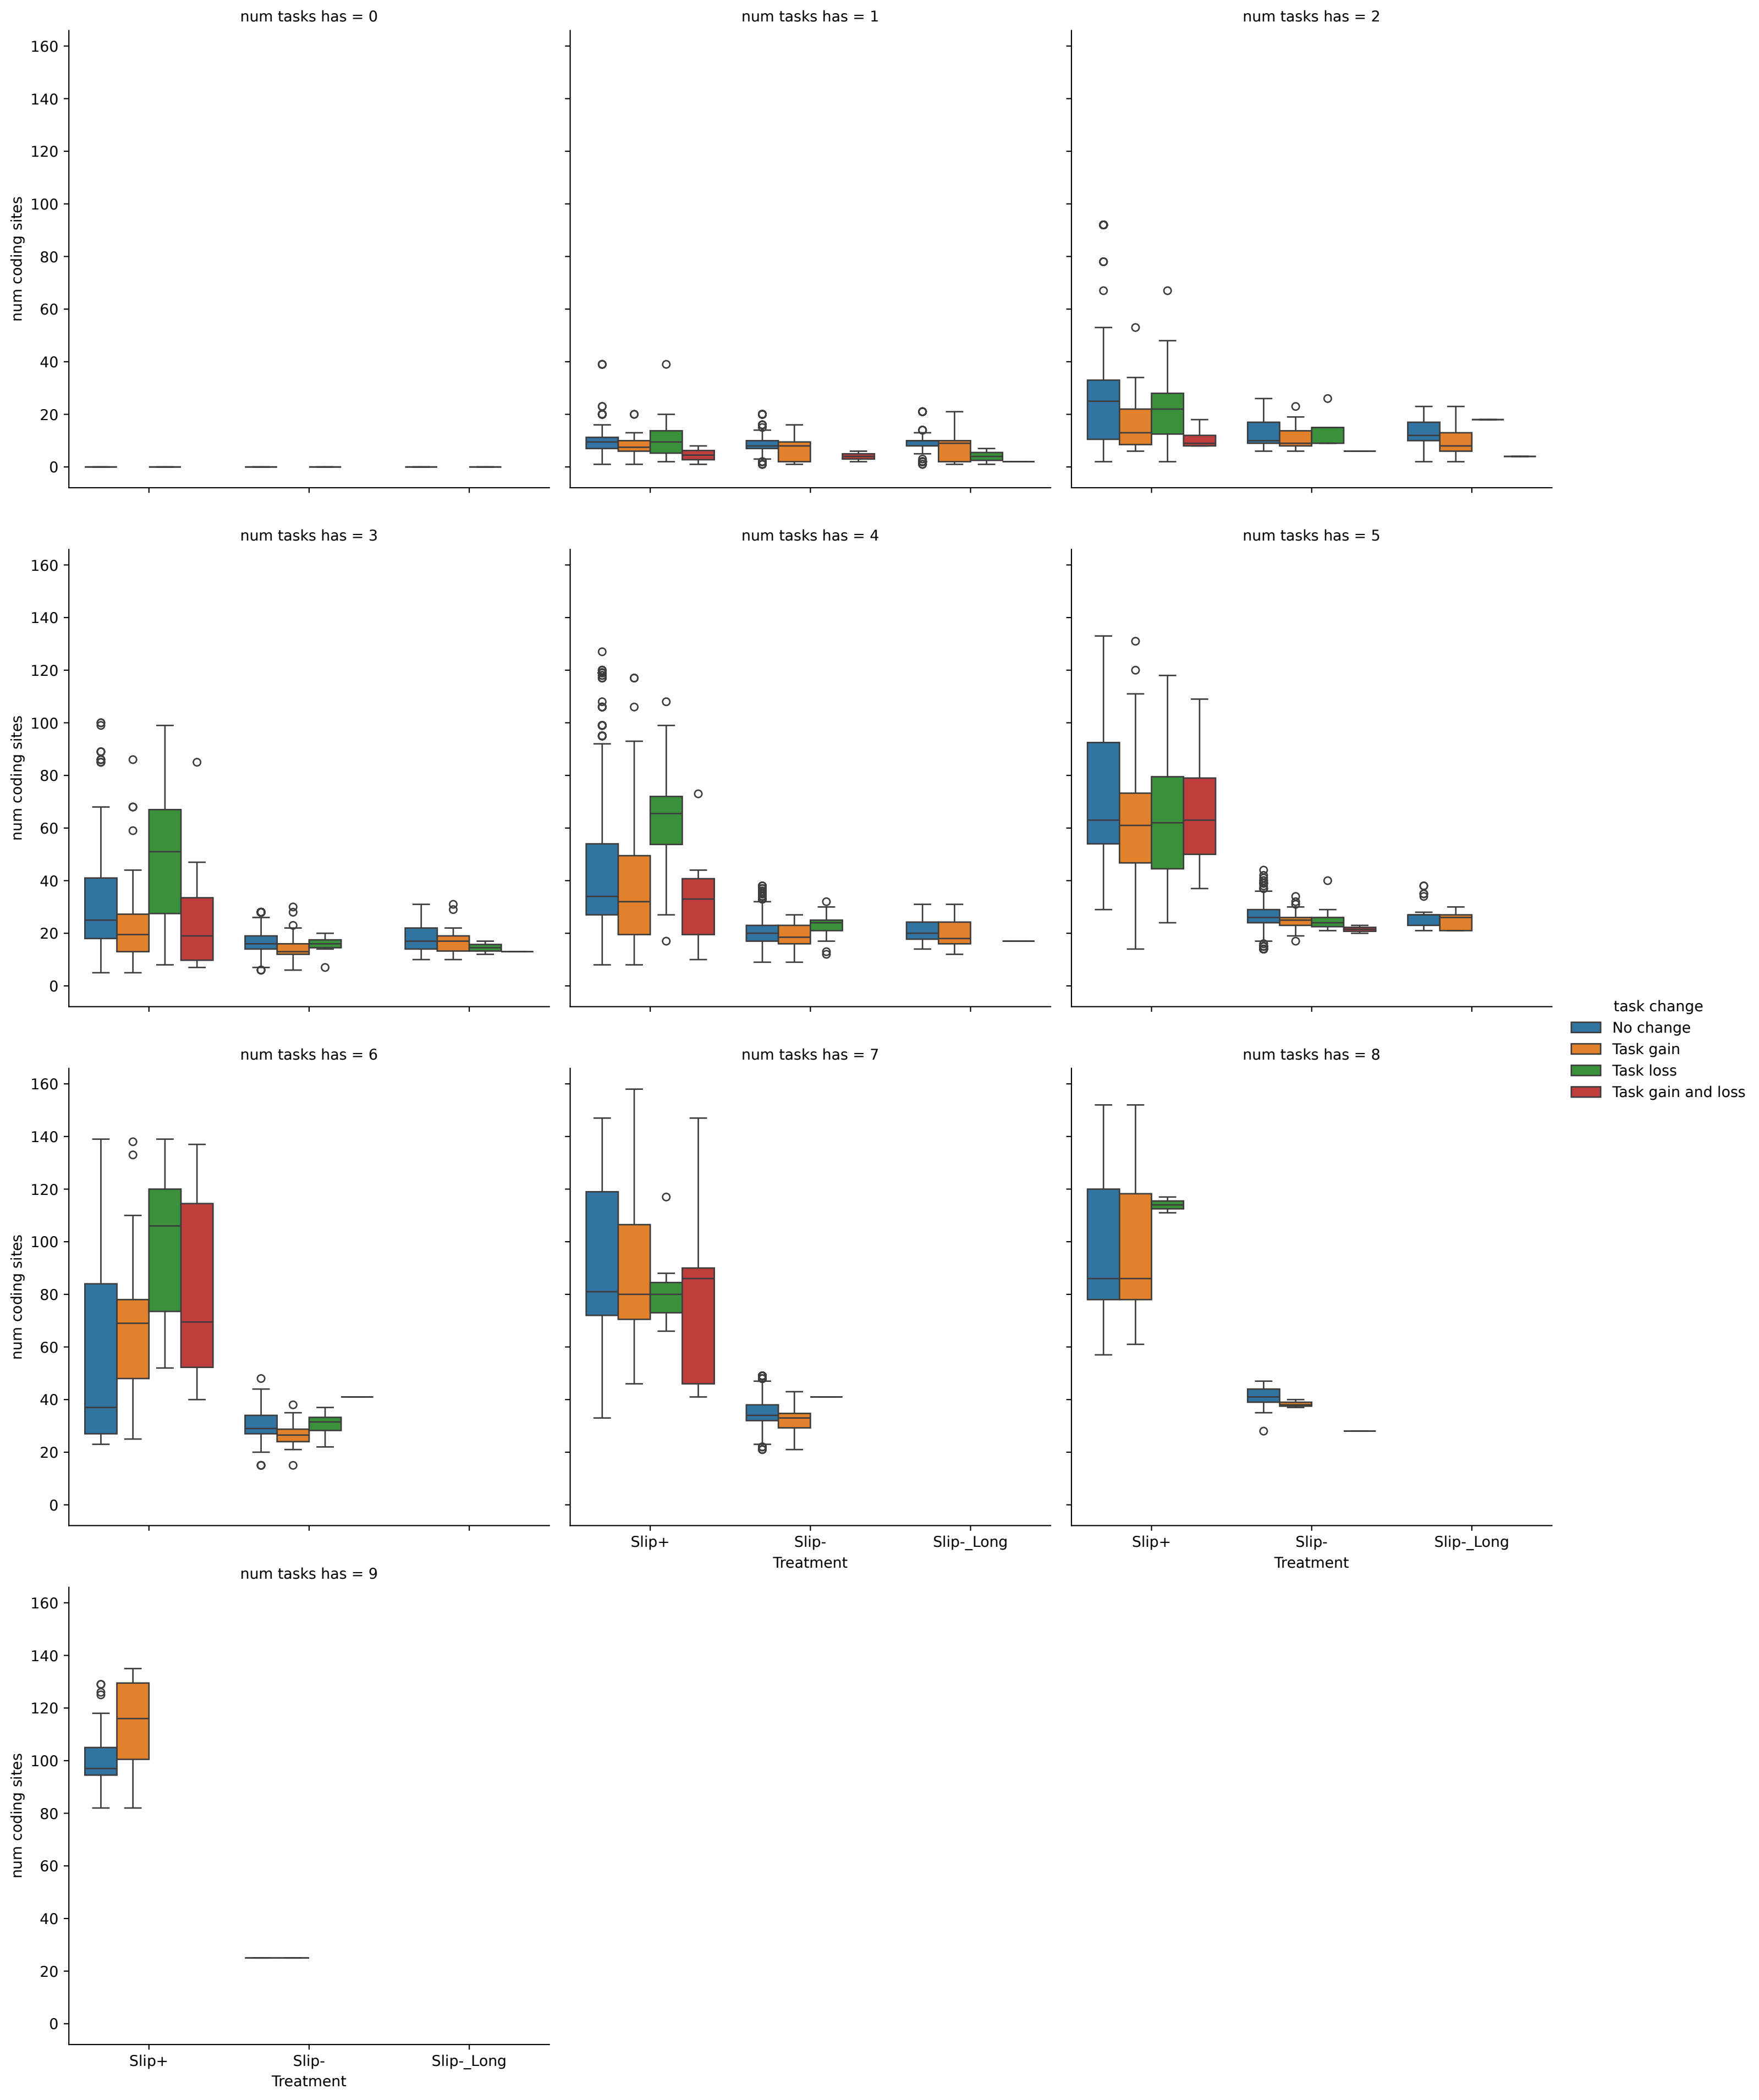 num tasks has = 0
num tasks has = 1
num tasks has = 2
160
140
120
100
80
60
40
20
0
num coding sites
num tasks has = 3
num tasks has = 4
num tasks has = 5
160
140
120
100
80
60
40
20
0
num coding sites
task change
No change
Task gain
Task loss
Task gain and loss
num tasks has = 6
num tasks has = 7
num tasks has = 8
160
140
120
100
80
60
40
20
0
num coding sites
Slip+
Slip-
Slip-_Long
Treatment
Slip+
Slip-
Slip-_Long
Treatment
num tasks has = 9
160
140
120
100
80
60
40
20
0
num coding sites
Slip+
Slip-
Slip-_Long
Treatment